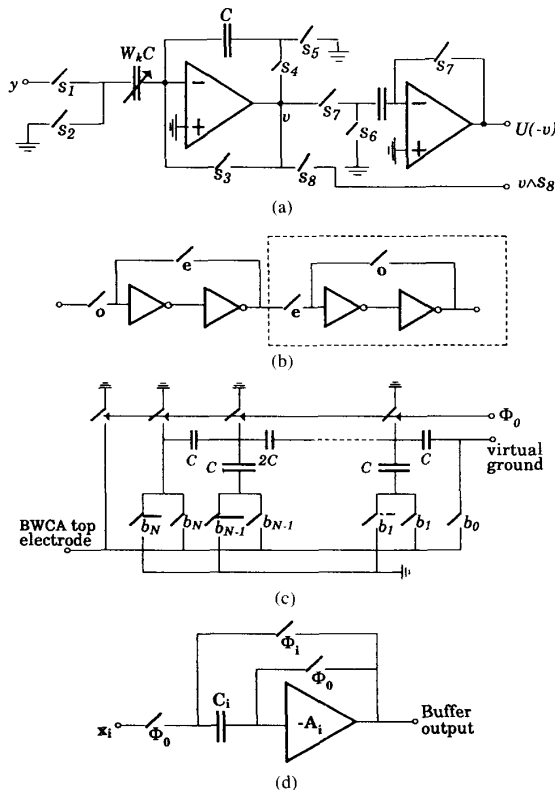 C
S5
WkC
S4
y
S1
−
S7
−
S7
S2
+
v
S6
+
U(-v)
S3
S8
v∧S8
(a)
e
o
o
e
(b)
Φ0
C
2C
C
virtual
ground
C
C
BWCA top
electrode
bN
bN
bN-1
bN-1
b1
b1
b0
(c)
Φi
Φ0
Ci
xi
Φ0
-Ai
Buffer
output
(d)